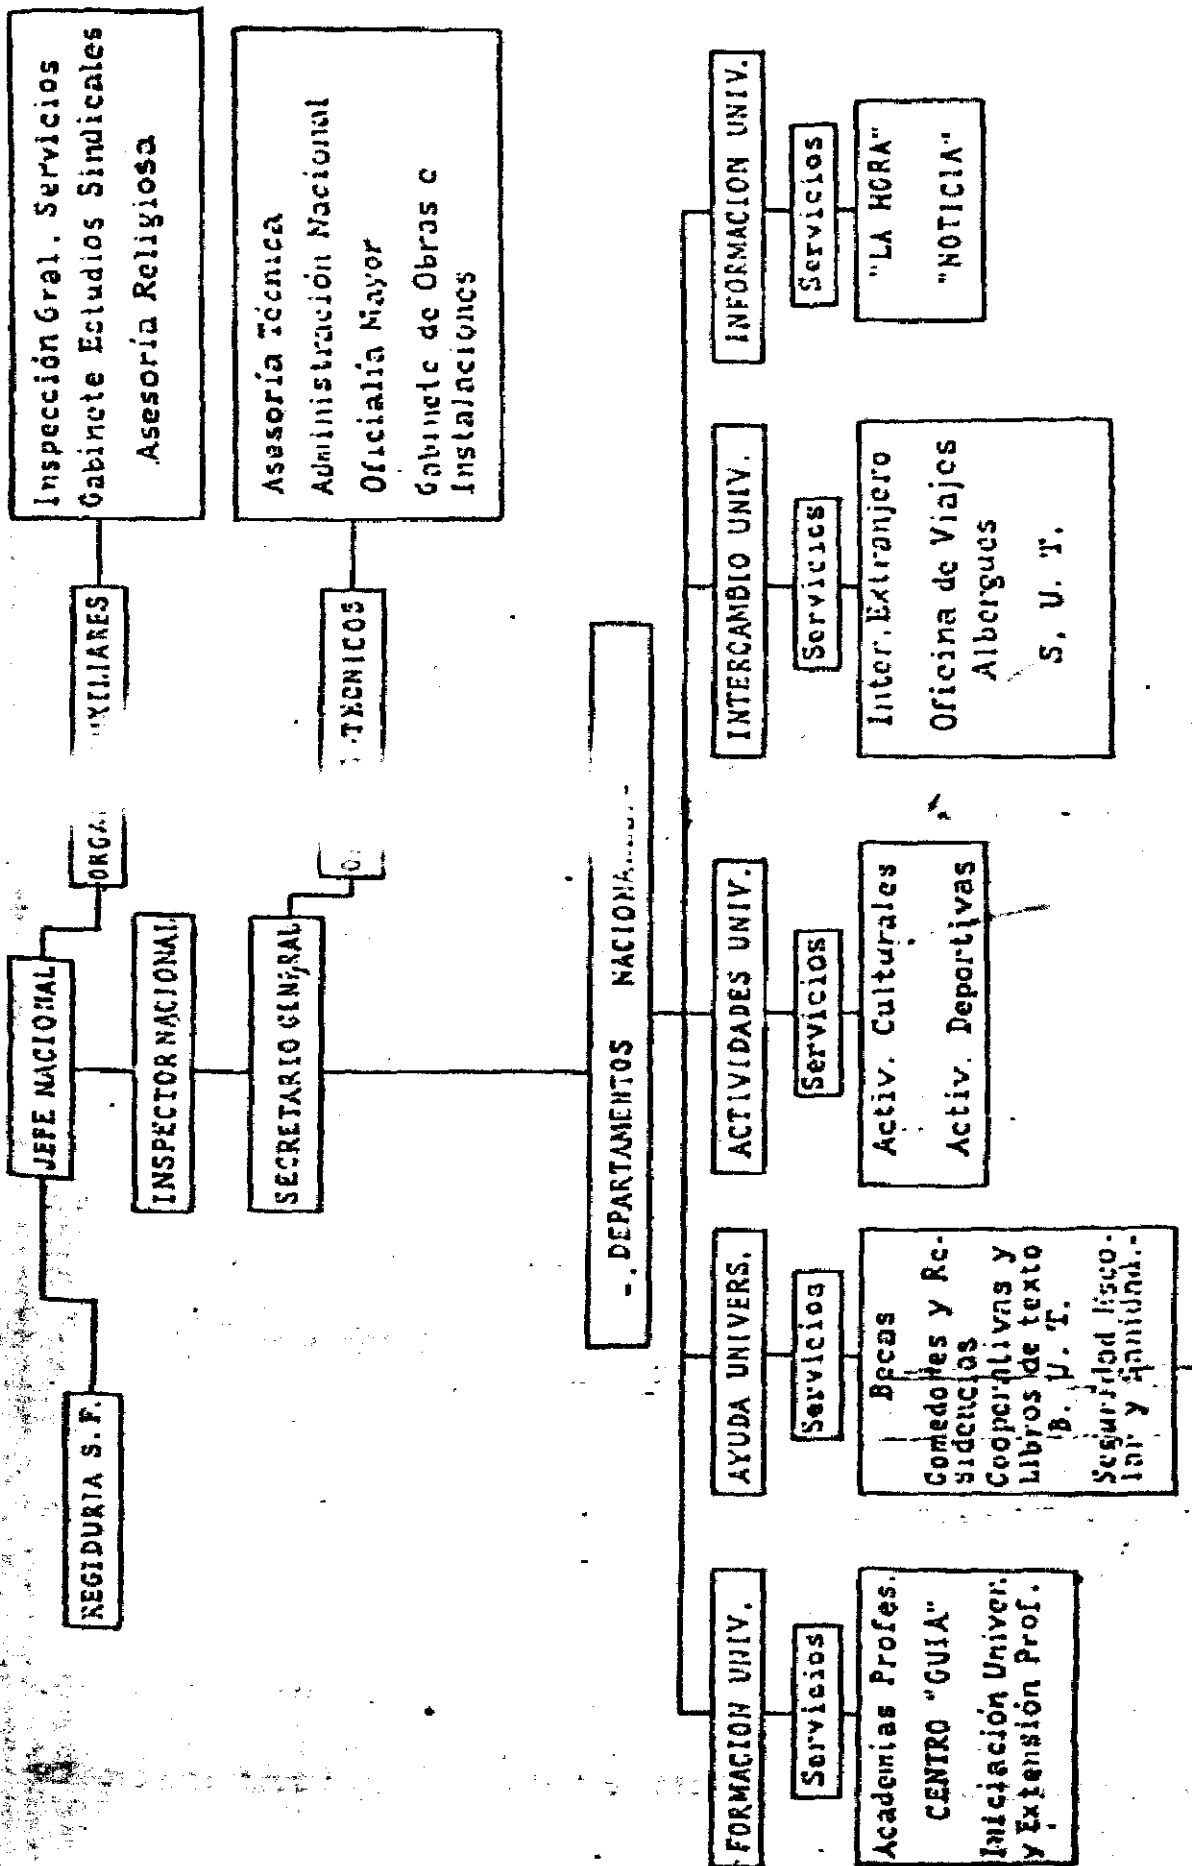 JEFE NACIONAL
REGIDURIA S. F.
INSPECTOR NACIONAL
SECRETARIO GENERAL
Inspección Gral. Servicios
Gabinete Estudios Sindicales
Asesoría Religiosa
TECNICOS
Asesoría Técnica
Administración Nacional
Oficialía Mayor
Gabinete de Obras e
Instalaciones
-. DEPARTAMENTOS
FORMACION UNIV.
Servicios
Academias Profes.
CENTRO "GUIA"
Iniciación Univer.
y Extensión Prof.
AYUDA UNIVERS.
Servicios
Becas
Comedores y Re-
sidencias
Cooperativas y
Libros de texto
B. U. T.
Seguridad Esco-
lar y Sanidad.-
ACTIVIDADES UNIV.
Servicios
Activ. Culturales
Activ. Deportivas
INTERCAMBIO UNIV.
Servicios
Inter. Extranjero
Oficina de Viajes
Albergues
S. U. T.
INFORMACION UNIV.
Servicios
"LA HORA"
"NOTICIA"